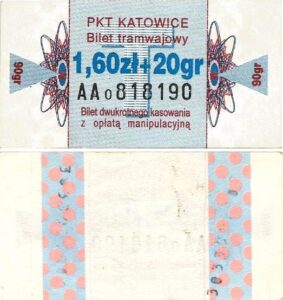 PKT KATOWICE
Bilet tramwajowy
90gr
1,60zł+20gr
90gr
AA0818190
Bilet dwukrotnego kasowania
z opłatą manipulacyjną